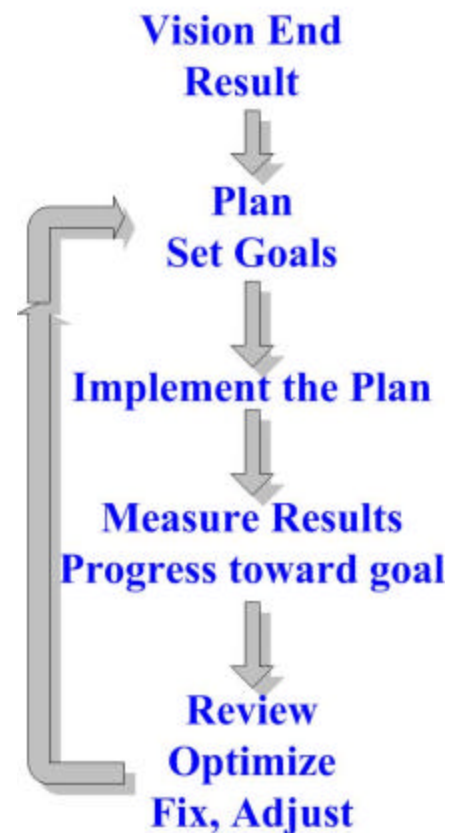 Vision End
Result
Plan
Set Goals
Implement the Plan
Measure Results
Progress toward goal
Review
Optimize
Fix, Adjust